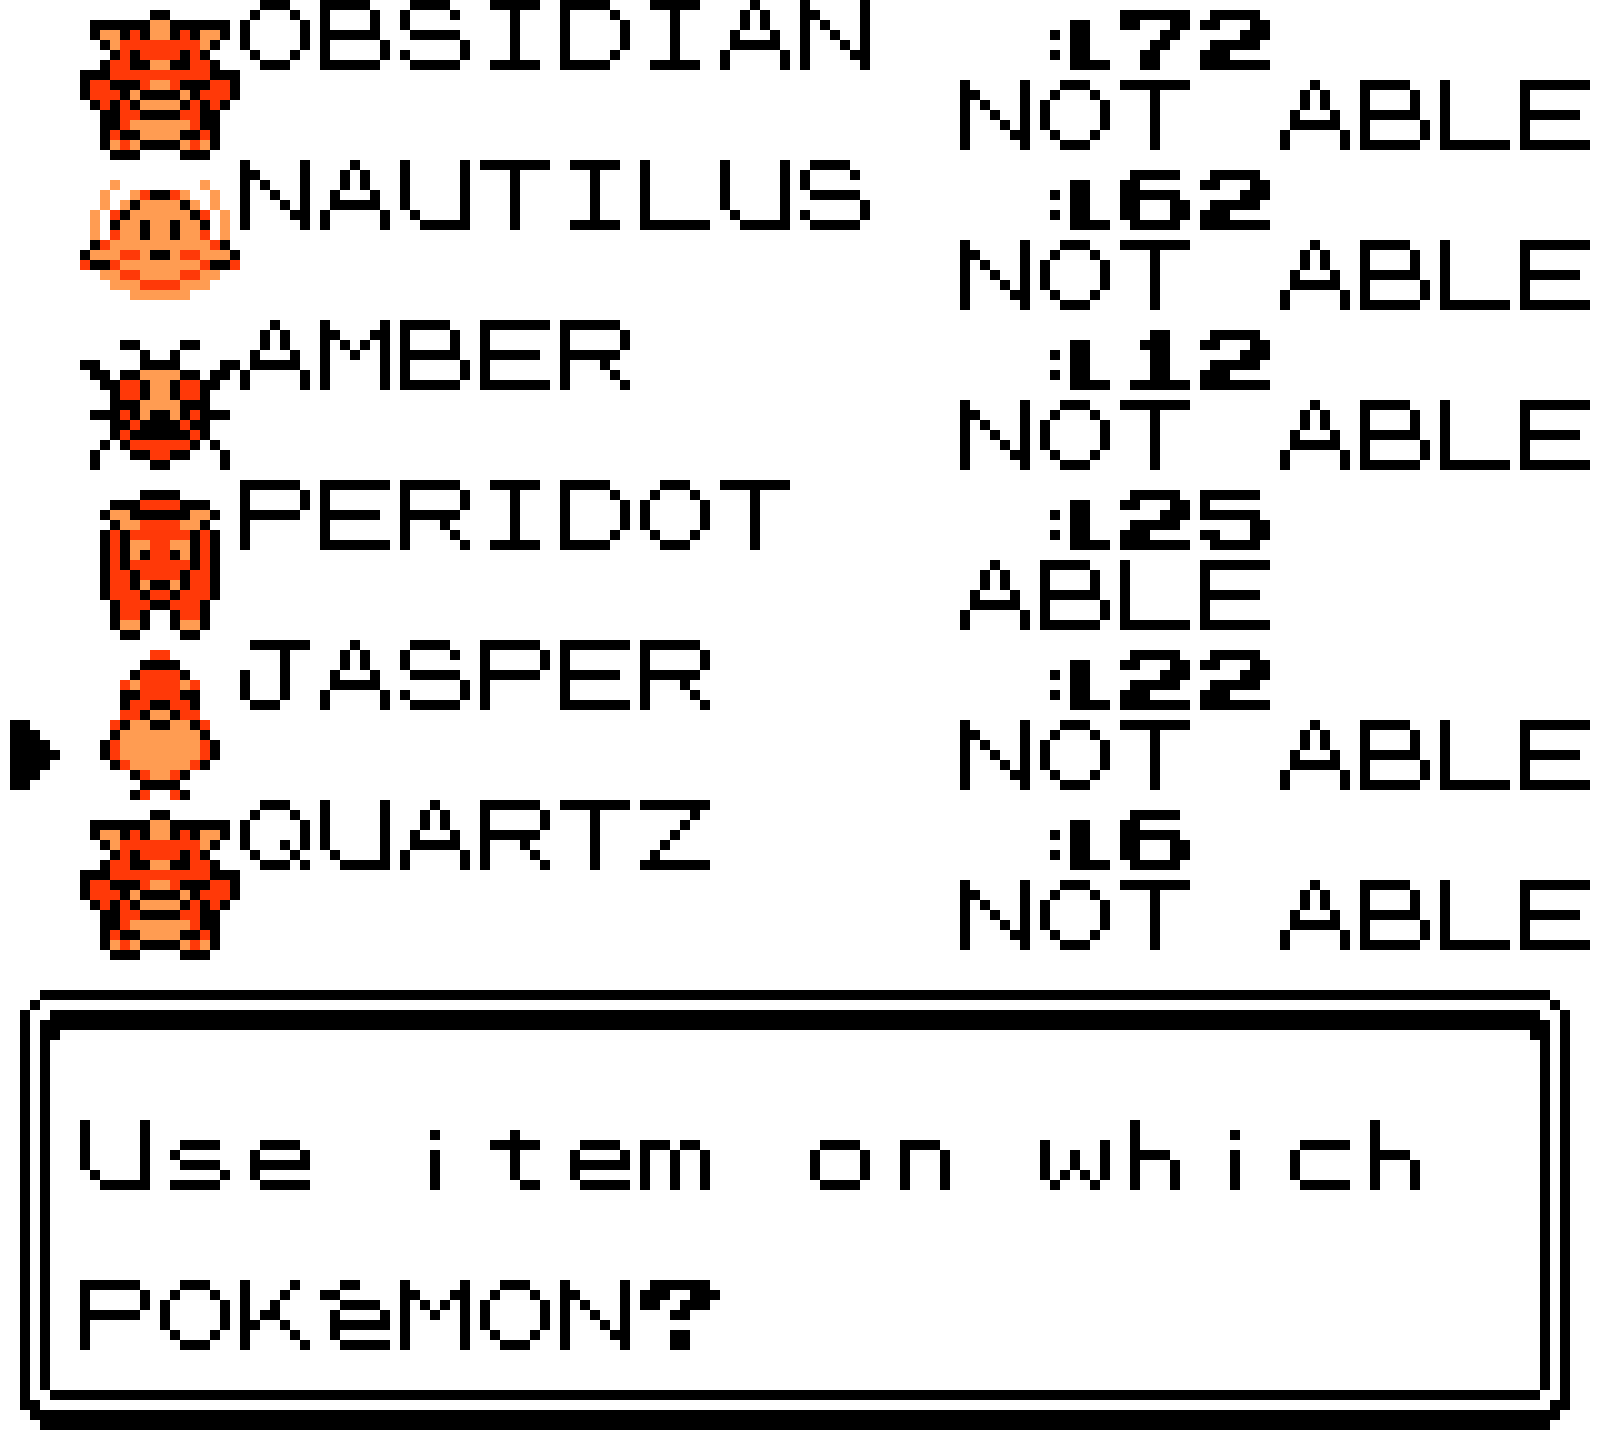 OBSIDIAN :L72
NOT ABLE
NAUTILUS :L62
NOT ABLE
AMBER :L12
NOT ABLE
PERIDOT :L25
ABLE
JASPER :L22
NOT ABLE
QUARTZ :L6
NOT ABLE
Use item on which
POKéMON?